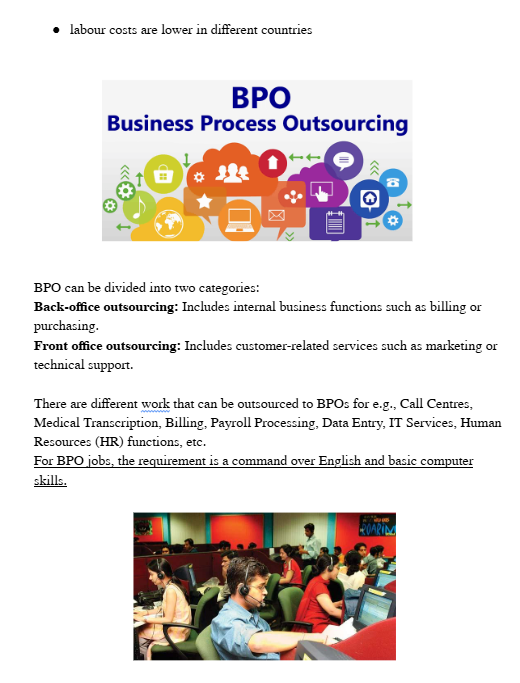 ● labour costs are lower in different countries
BPO
Business Process Outsourcing
BPO can be divided into two categories:
Back-office outsourcing: Includes internal business functions such as billing or
purchasing.
Front office outsourcing: Includes customer-related services such as marketing or
technical support.
There are different work that can be outsourced to BPOs for e.g., Call Centres,
Medical Transcription, Billing, Payroll Processing, Data Entry, IT Services, Human
Resources (HR) functions, etc.
For BPO jobs, the requirement is a command over English and basic computer
skills.